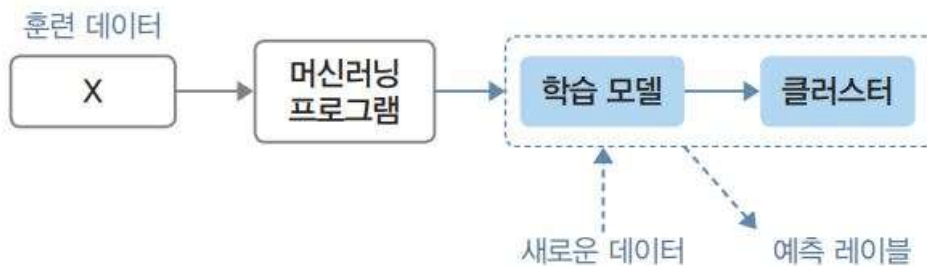 훈련 데이터
X
머신러닝
프로그램
학습 모델
클러스터
새로운 데이터
예측 레이블